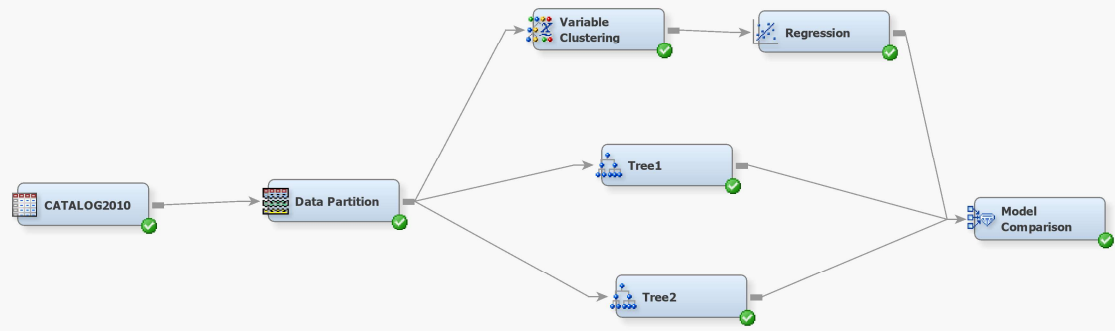 Variable
Clustering
Regression
Tree1
CATALOG2010
Data Partition
Model
Comparison
Tree2